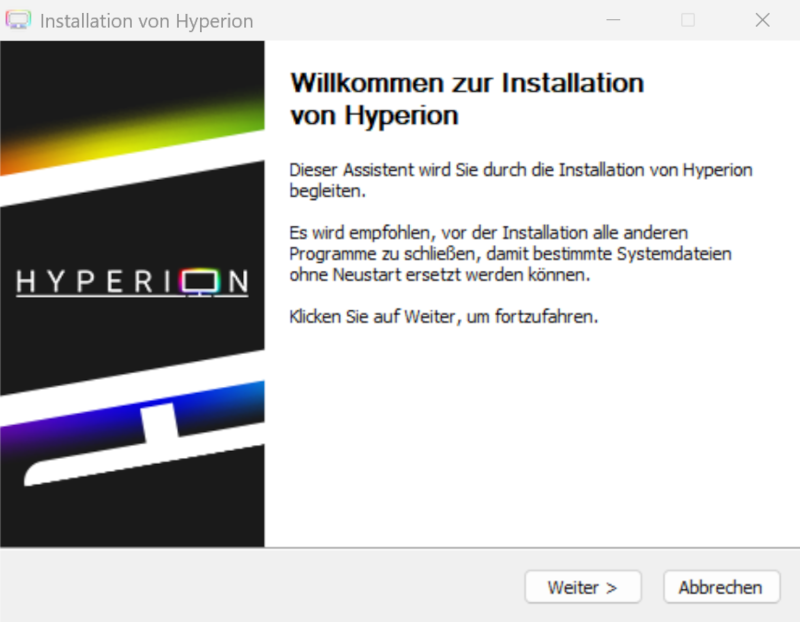 Installation von Hyperion
Willkommen zur Installation
von Hyperion
Dieser Assistent wird Sie durch die Installation von Hyperion
begleiten.
Es wird empfohlen, vor der Installation alle anderen
Programme zu schließen, damit bestimmte Systemdateien
ohne Neustart ersetzt werden können.
Klicken Sie auf Weiter, um fortzufahren.
HYPERION
Weiter >
Abbrechen